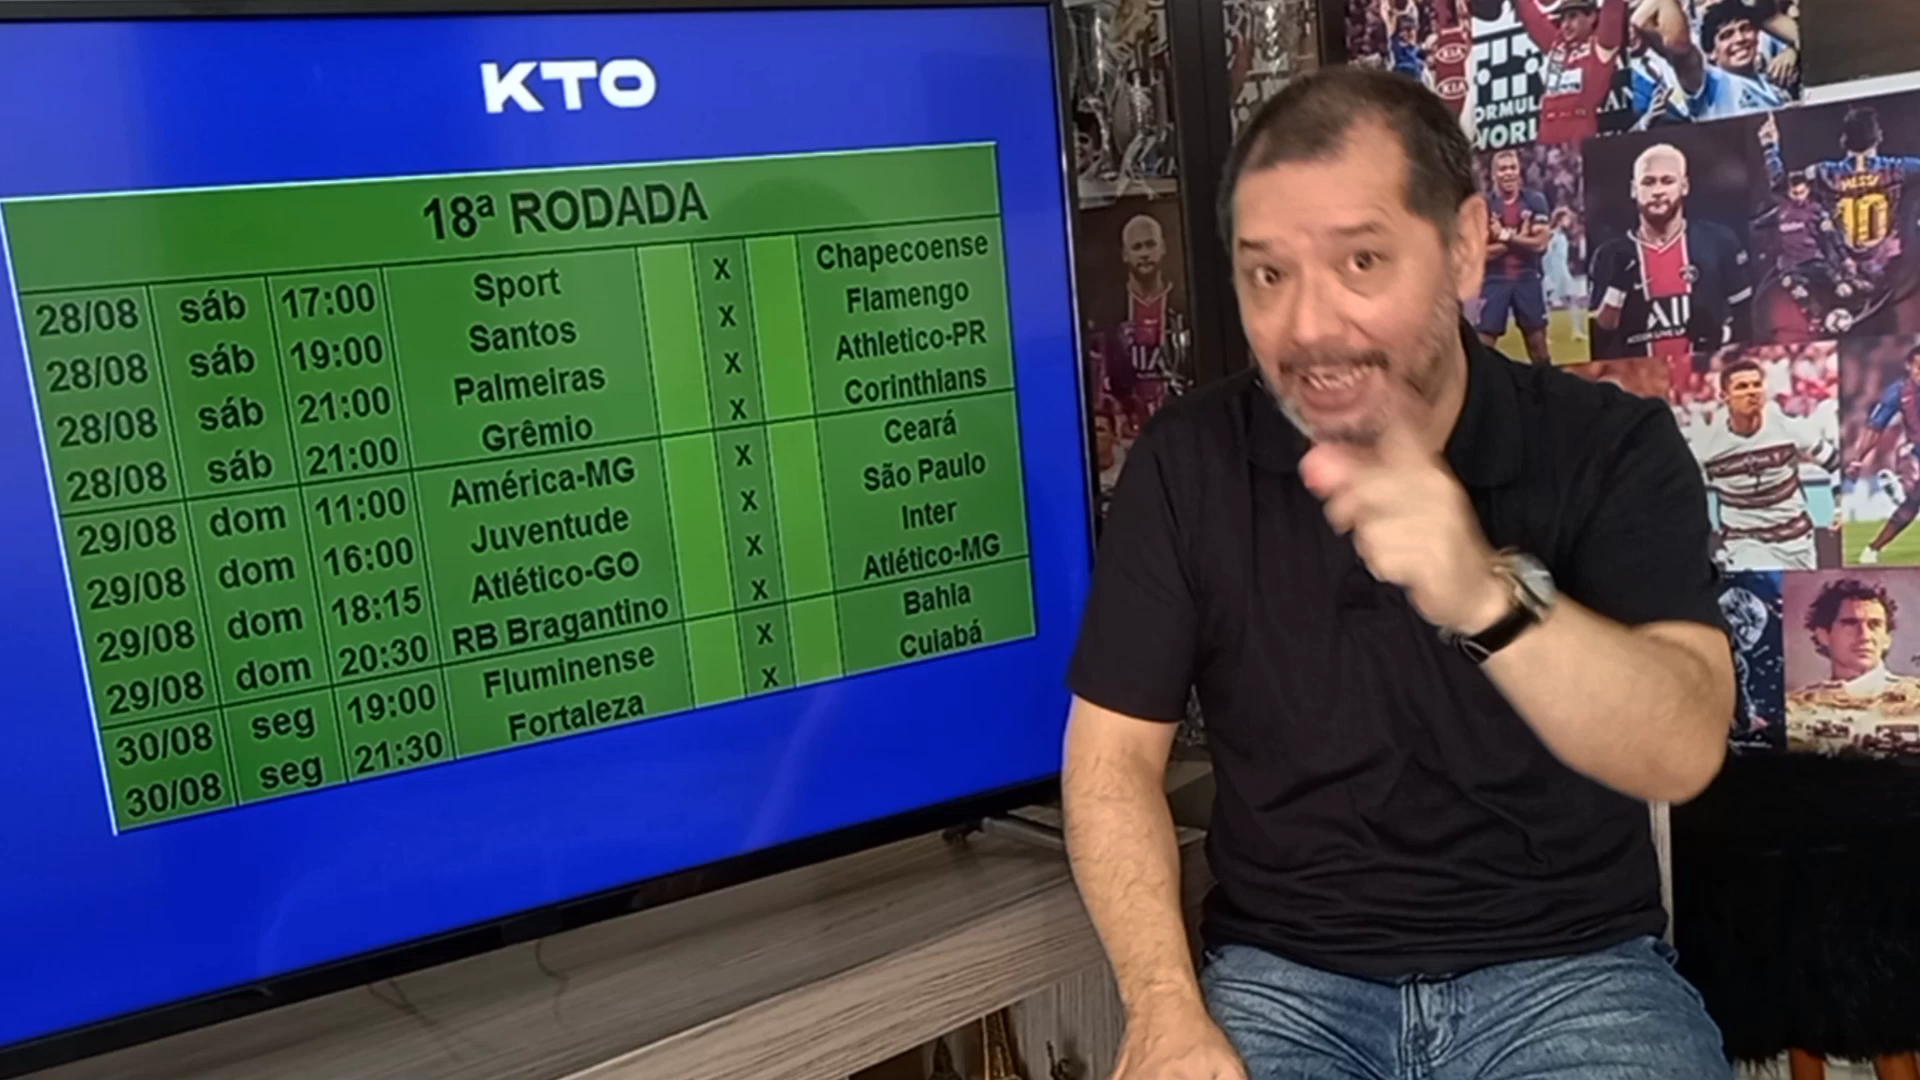 KTO
18ª RODADA
28/08 sáb 17:00 Sport x Chapecoense
28/08 sáb 19:00 Santos x Flamengo
28/08 sáb 21:00 Palmeiras x Athletico-PR
28/08 sáb 21:00 Grêmio x Corinthians
29/08 dom 11:00 América-MG x Ceará
29/08 dom 16:00 Juventude x São Paulo
29/08 dom 18:15 Atlético-GO x Inter
29/08 dom 20:30 RB Bragantino x Atlético-MG
30/08 seg 19:00 Fluminense x Bahia
30/08 seg 21:30 Fortaleza x Cuiabá
KIA
KIA
MESSI
10